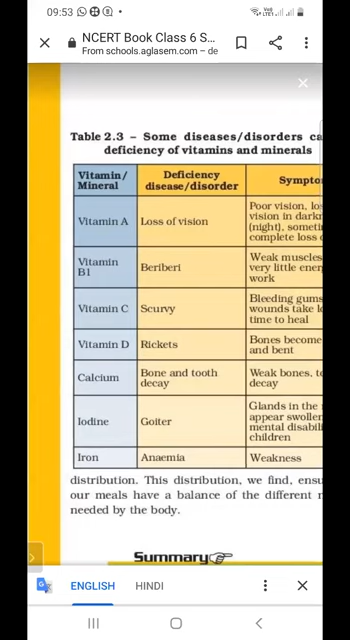 09:53
NCERT Book Class 6 S...
From schools.aglasem.com – de
Table 2.3 – Some diseases/disorders ca
deficiency of vitamins and minerals
Vitamin/
Mineral
Deficiency
disease/disorder
Sympto
Vitamin A
Loss of vision
Poor vision, lo
vision in dark
(night), someti
complete loss
Vitamin
B1
Beriberi
Weak muscles
very little ener
work
Vitamin C
Scurvy
Bleeding gums
wounds take l
time to heal
Vitamin D
Rickets
Bones become
and bent
Calcium
Bone and tooth
decay
Weak bones, to
decay
Iodine
Goiter
Glands in the
appear swollen
mental disabili
children
Iron
Anaemia
Weakness
distribution. This distribution, we find, ensu
our meals have a balance of the different
needed by the body.
Summary
ENGLISH HINDI